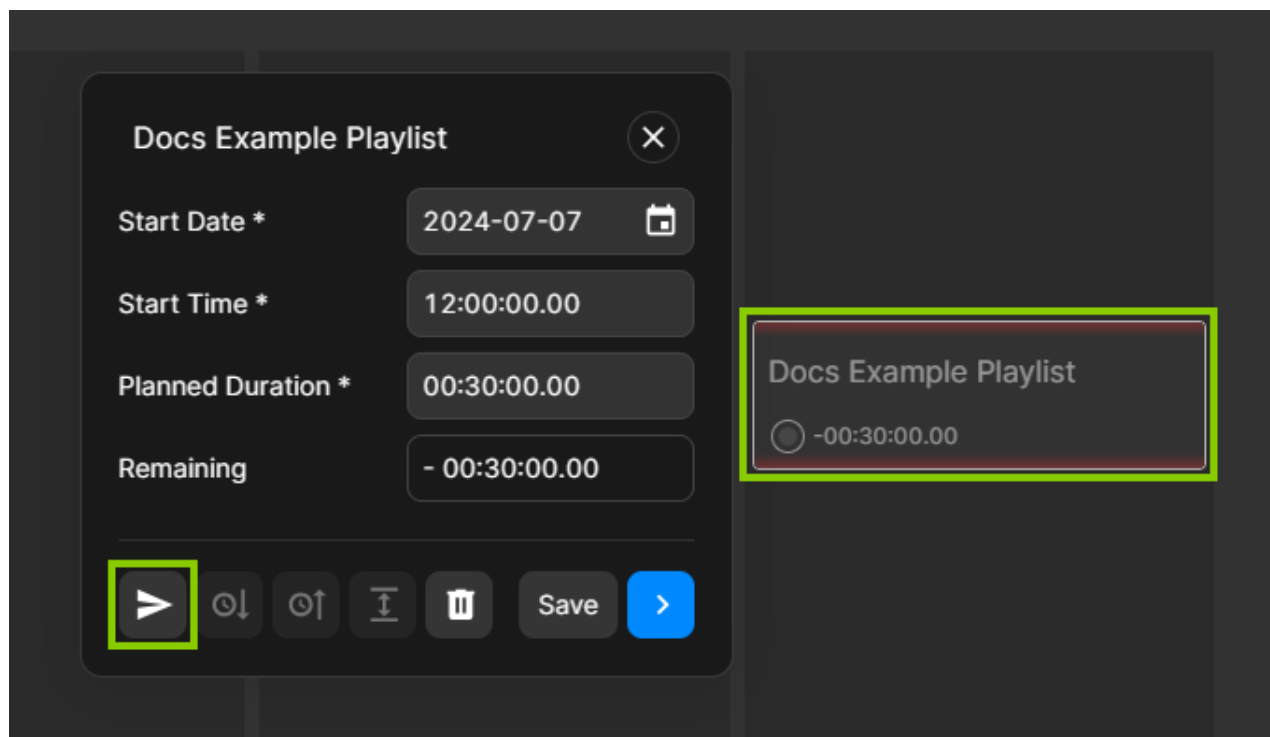 Docs Example Playlist
Start Date * 2024-07-07
Start Time * 12:00:00.00
Planned Duration * 00:30:00.00
Remaining - 00:30:00.00
Save
Docs Example Playlist
-00:30:00.00